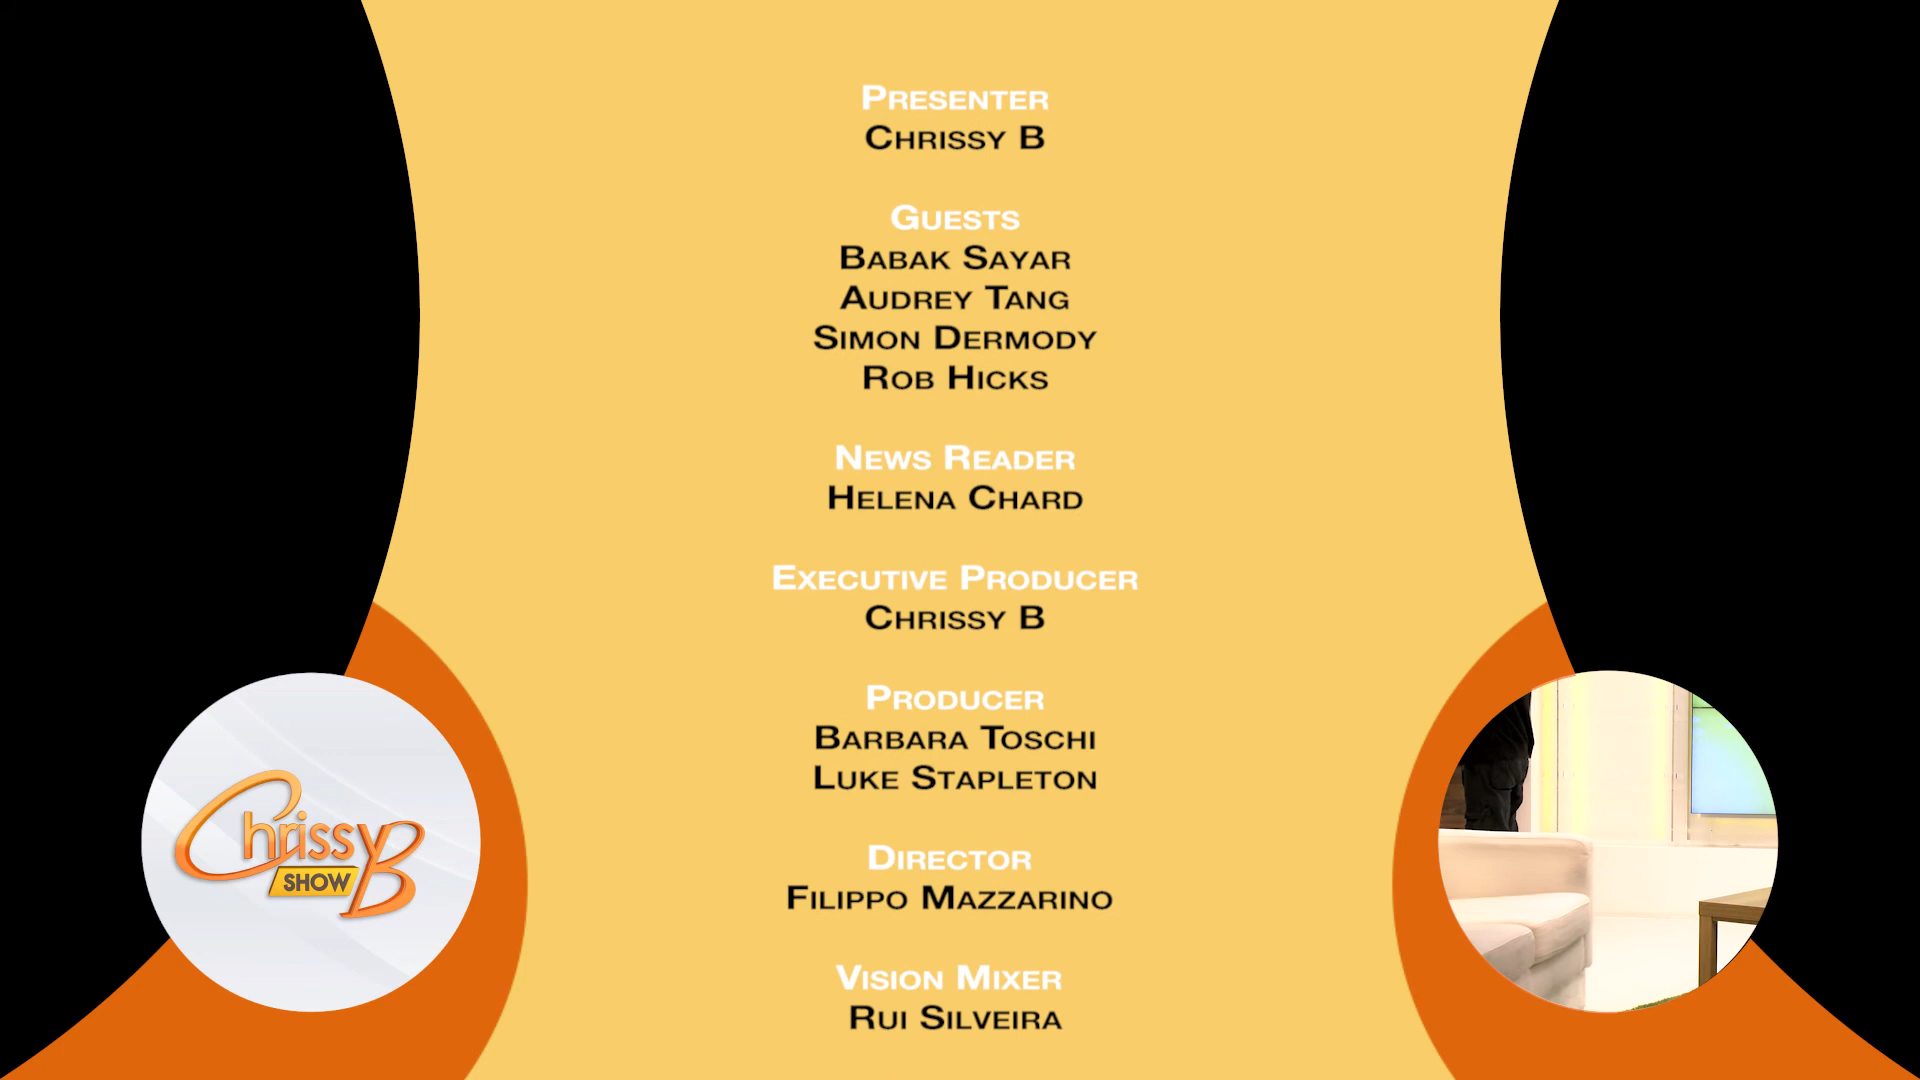 Presenter
Chrissy B
Guests
Babak Sayar
Audrey Tang
Simon Dermody
Rob Hicks
News Reader
Helena Chard
Executive Producer
Chrissy B
Producer
Barbara Toschi
Luke Stapleton
Director
Filippo Mazzarino
Vision Mixer
Rui Silveira
Chrissy B
SHOW